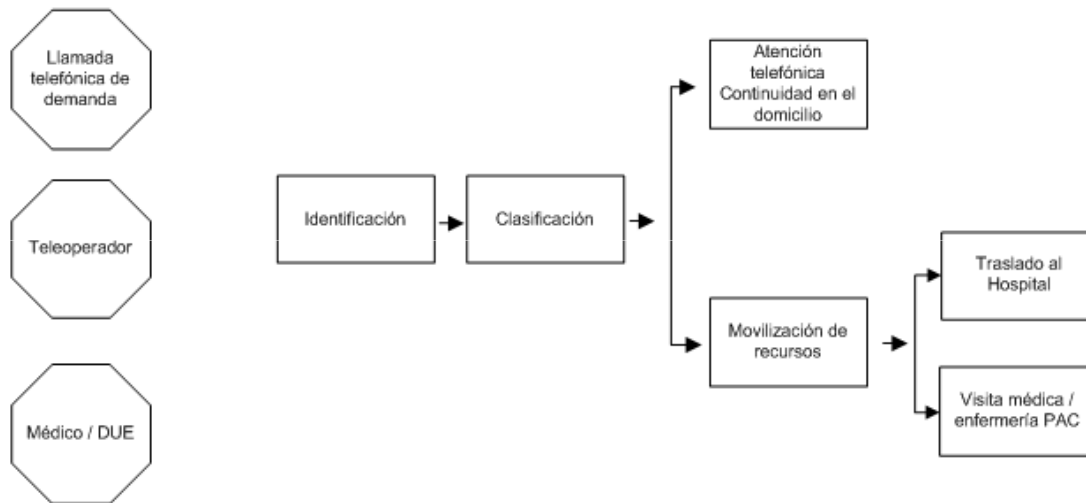 Llamada
telefónica de
demanda
Teleoperador
Médico / DUE
Identificación
Clasificación
Atención
telefónica
Continuidad en el
domicilio
Movilización de
recursos
Traslado al
Hospital
Visita médica /
enfermería PAC